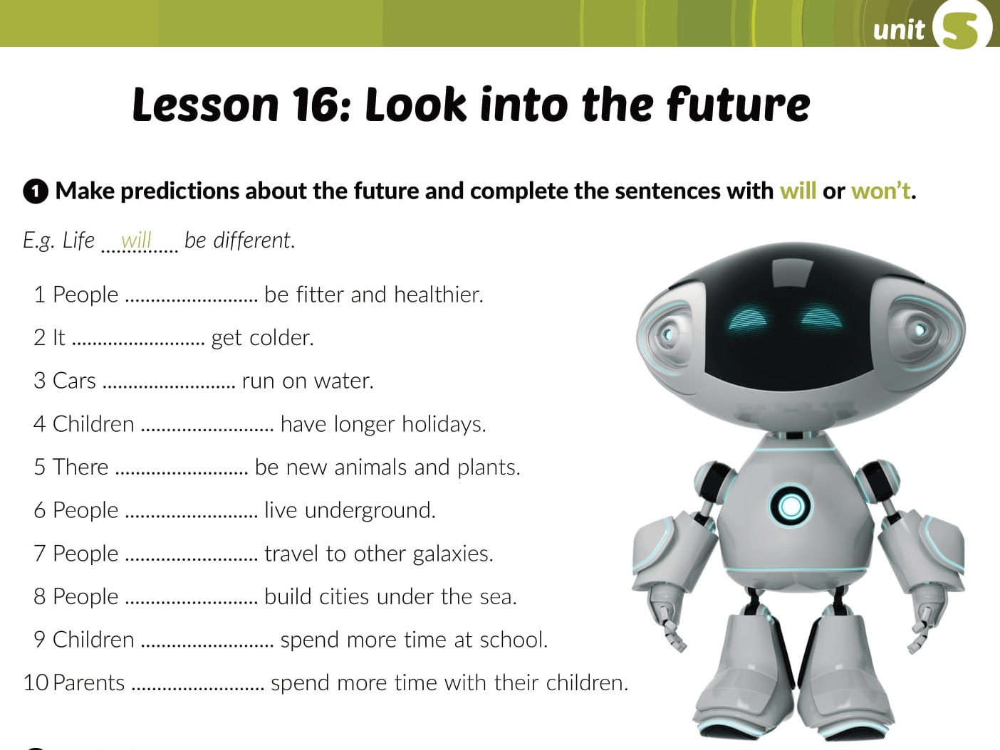 unit 5
Lesson 16: Look into the future
1 Make predictions about the future and complete the sentences with will or won't.
E.g. Life ...will... be different.
1 People .......................... be fitter and healthier.
2 It .......................... get colder.
3 Cars .......................... run on water.
4 Children .......................... have longer holidays.
5 There .......................... be new animals and plants.
6 People .......................... live underground.
7 People .......................... travel to other galaxies.
8 People .......................... build cities under the sea.
9 Children .......................... spend more time at school.
10 Parents .......................... spend more time with their children.